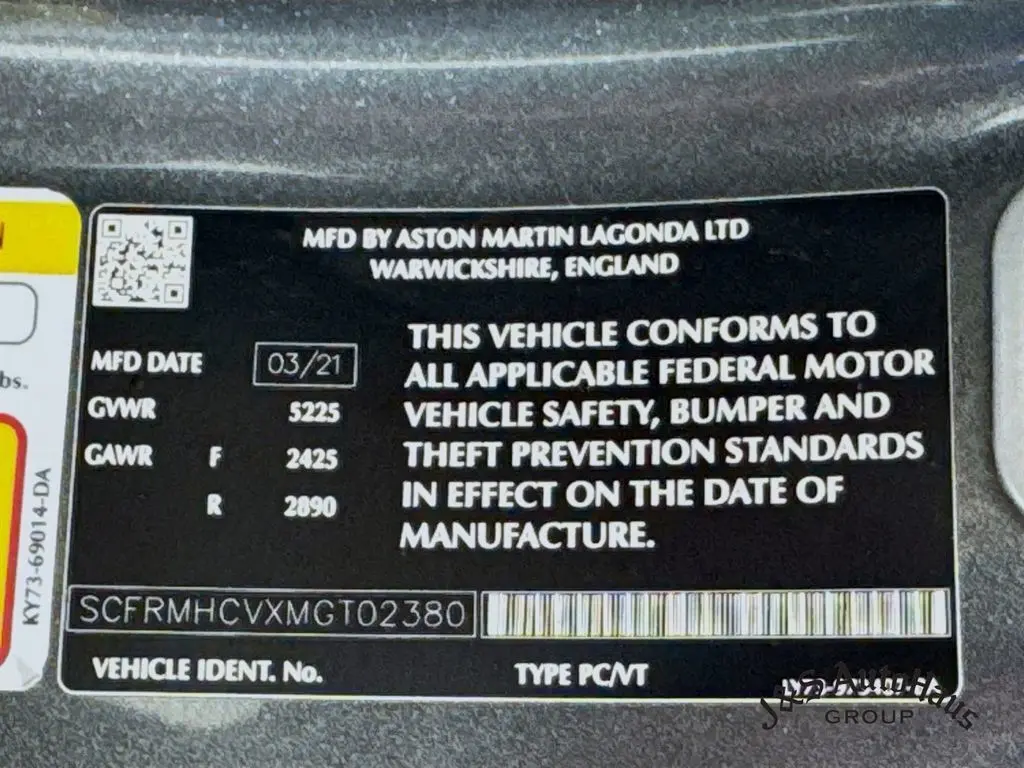 MFD BY ASTON MARTIN LAGONDA LTD
WARWICKSHIRE, ENGLAND
MFD DATE 03/21
GVWR 5225
GAWR F 2425
R 2890
THIS VEHICLE CONFORMS TO
ALL APPLICABLE FEDERAL MOTOR
VEHICLE SAFETY, BUMPER AND
THEFT PREVENTION STANDARDS
IN EFFECT ON THE DATE OF
MANUFACTURE.
SCFRMHCVXMGT02380
VEHICLE IDENT. No. TYPE PC/VT
bs.
KY73-69014-DA
J&S AutoHaus
GROUP